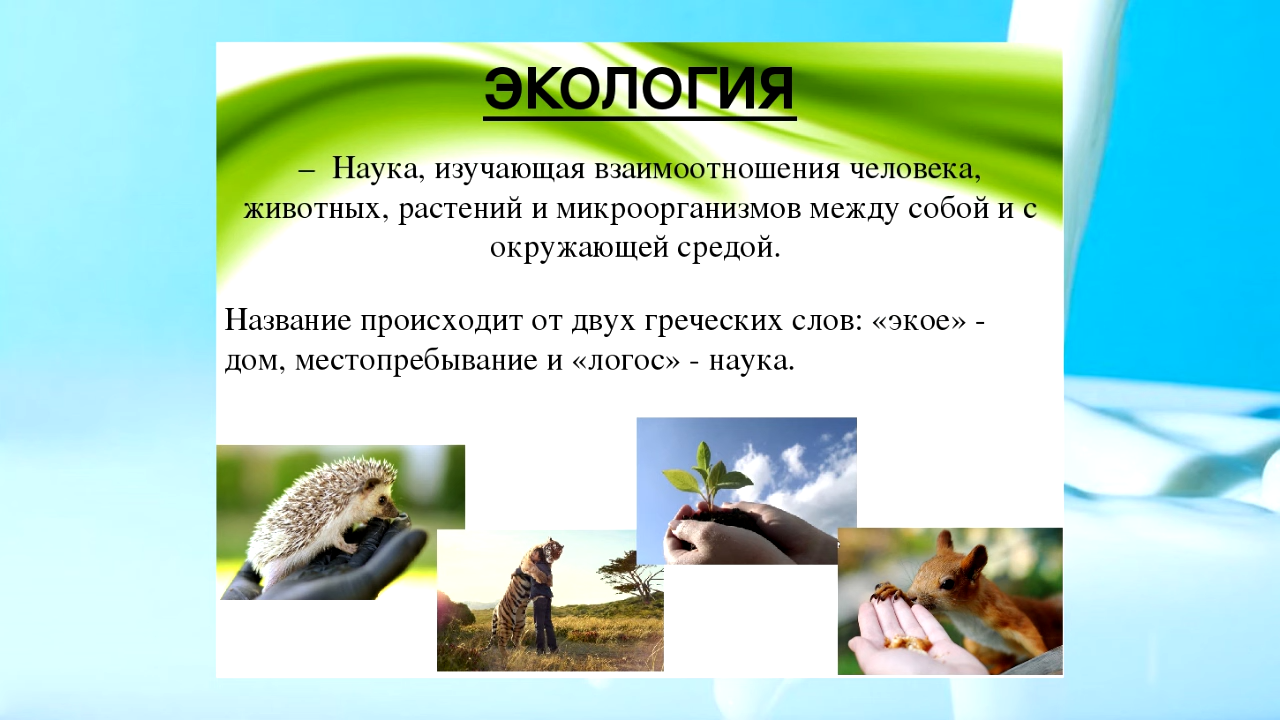 ЭКОЛОГИЯ
– Наука, изучающая взаимоотношения человека,
животных, растений и микроорганизмов между собой и с
окружающей средой.
Название происходит от двух греческих слов: «экое» -
дом, местопребывание и «логос» - наука.